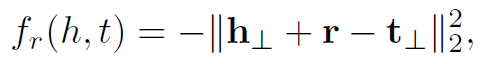 f_r(h, t) = −‖h_⊥ + r − t_⊥‖_2^2,